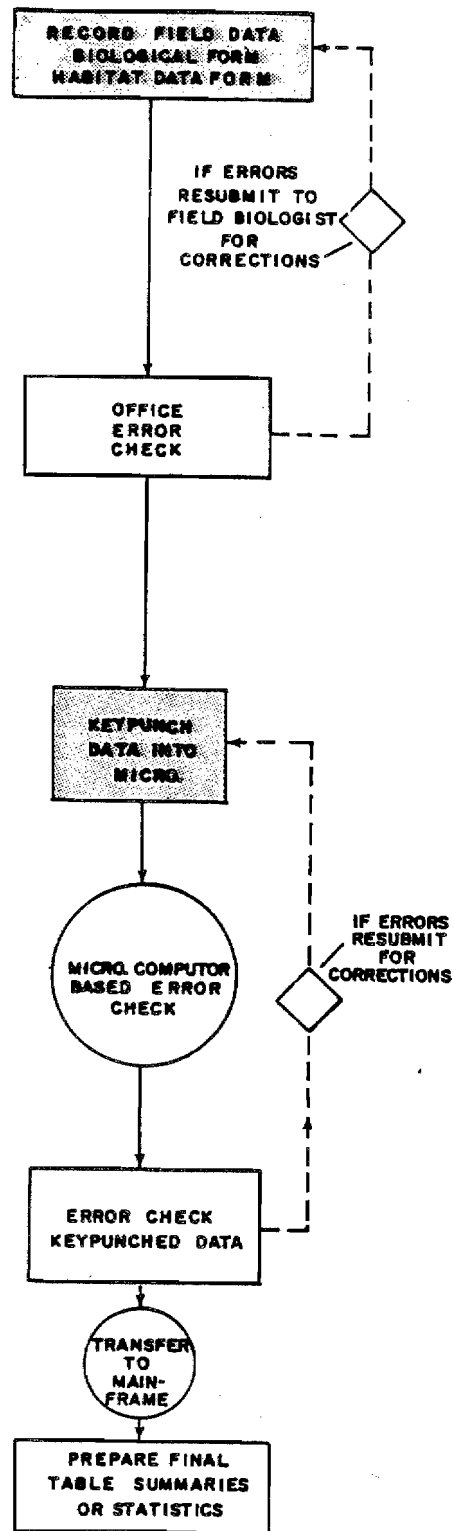 RECORD FIELD DATA
BIOLOGICAL FORM
HABITAT DATA FORM
IF ERRORS
RESUBMIT TO
FIELD BIOLOGIST
FOR
CORRECTIONS
OFFICE
ERROR
CHECK
KEYPUNCH
DATA INTO
MICRO.
MICRO. COMPUTOR
BASED ERROR
CHECK
IF ERRORS
RESUBMIT
FOR
CORRECTIONS
ERROR CHECK
KEYPUNCHED DATA
TRANSFER
TO
MAIN-
FRAME
PREPARE FINAL
TABLE SUMMARIES
OR STATISTICS